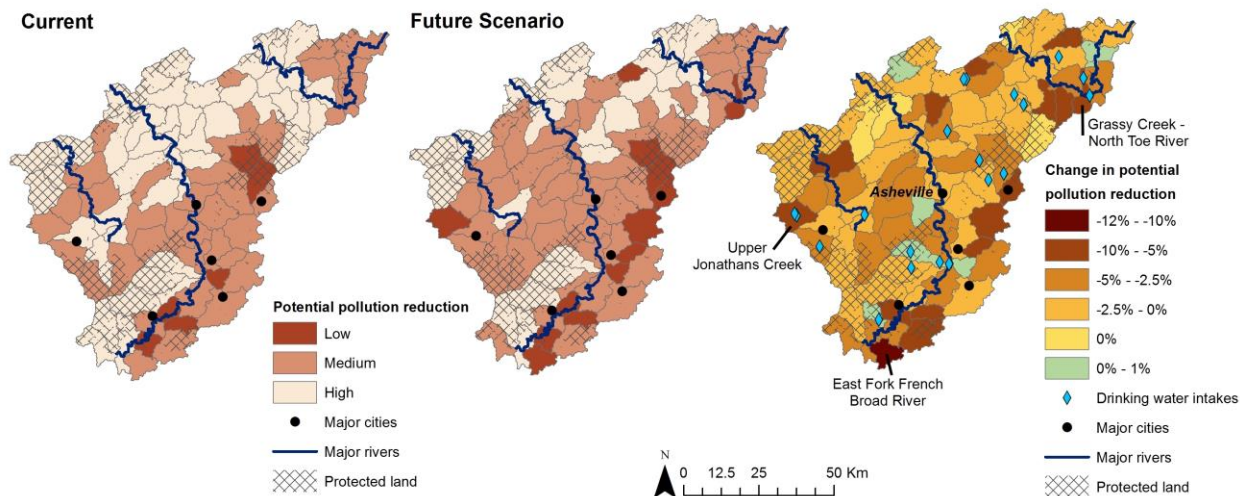 Current
Future Scenario
Potential pollution reduction
Low
Medium
High
Major cities
Major rivers
Protected land
Asheville
Grassy Creek -
North Toe River
Upper
Jonathans Creek
East Fork French
Broad River
Change in potential
pollution reduction
-12% - -10%
-10% - -5%
-5% - -2.5%
-2.5% - 0%
0%
0% - 1%
Drinking water intakes
Major cities
Major rivers
Protected land
N
0 12.5 25 50 Km